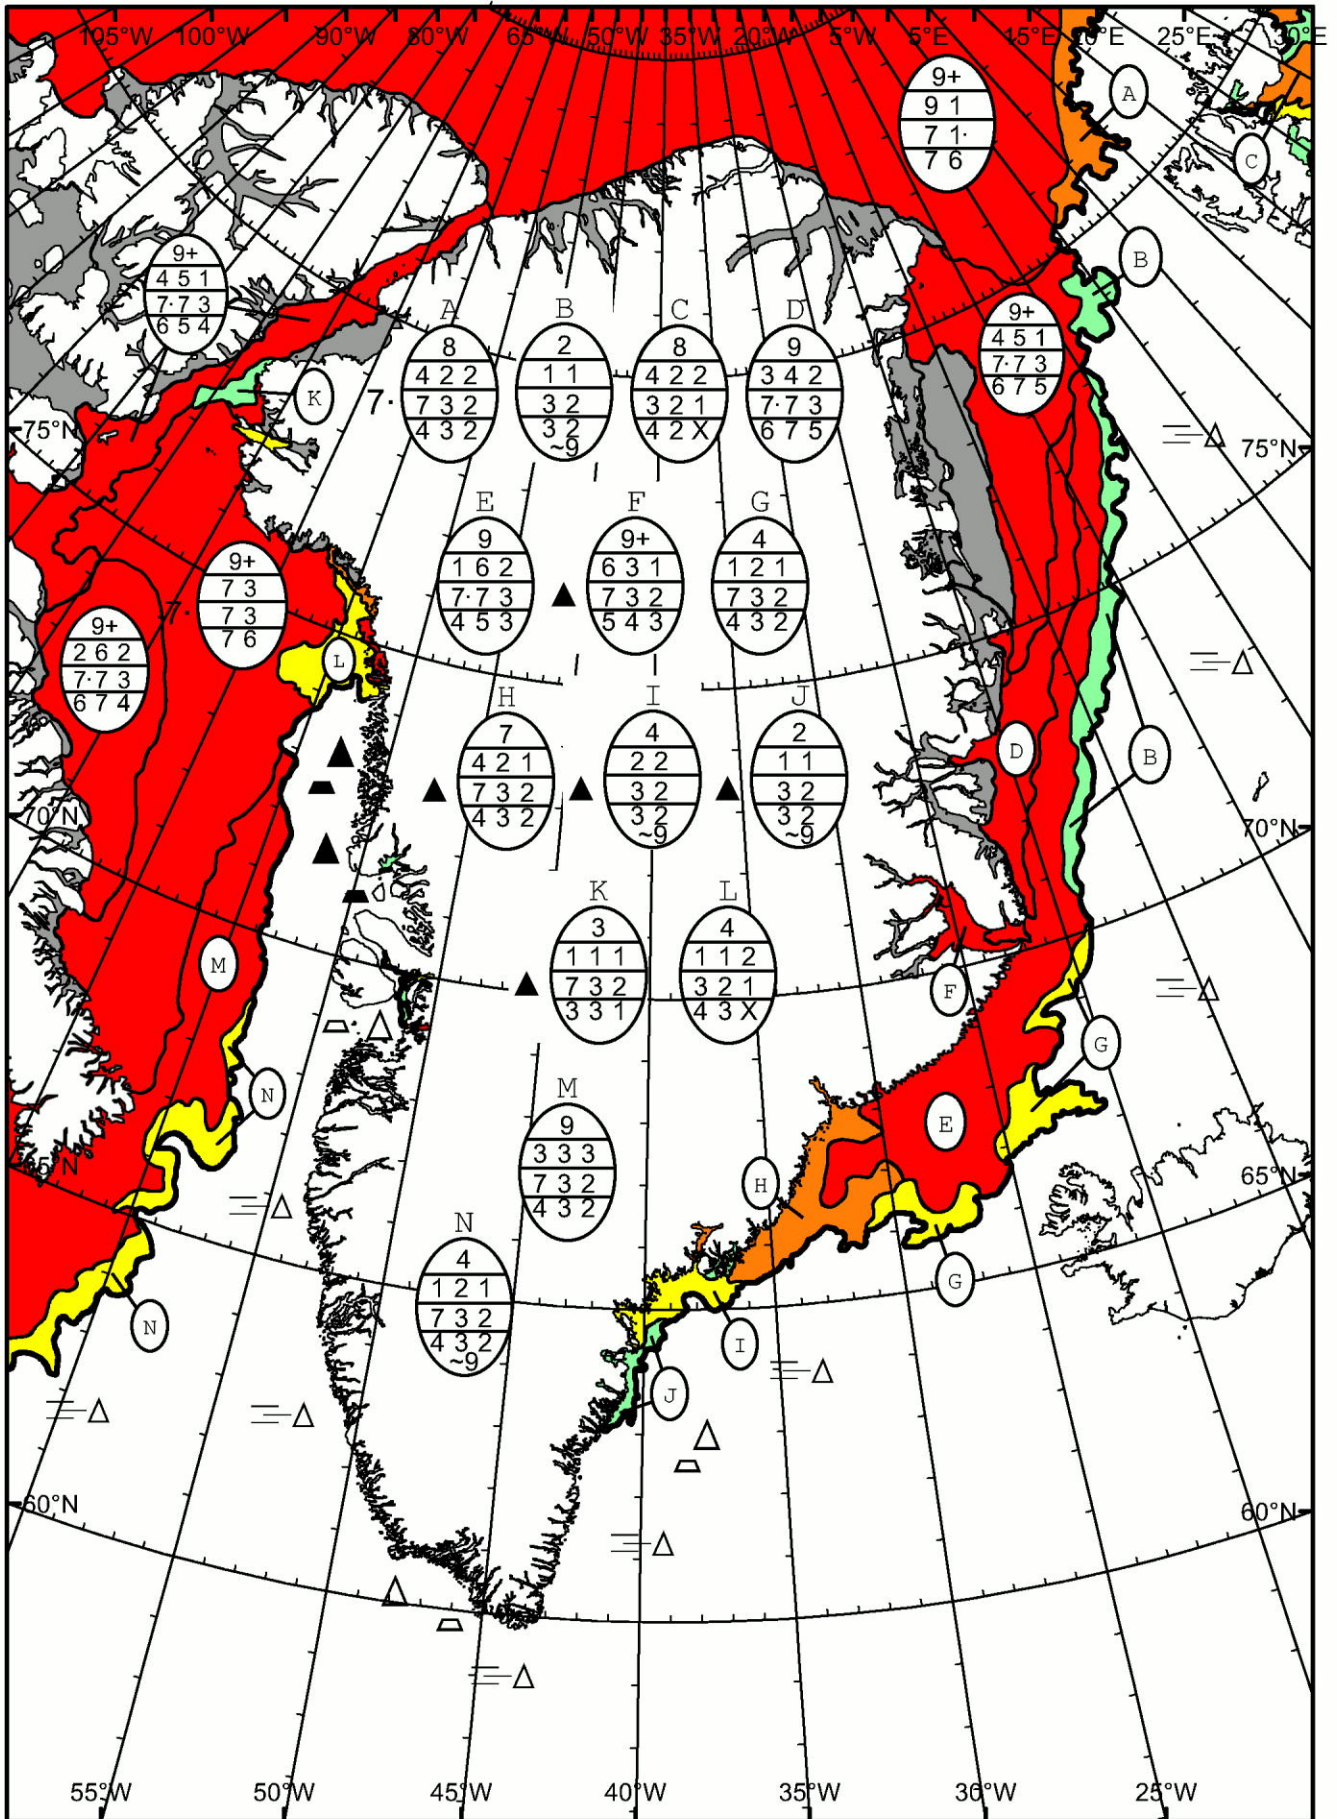 105°W 100°W 90°W 80°W 65°W 50°W 35°W 20°W 5°W 5°E 15°E 20°E 25°E 30°E
9+
9 1
7 1·
7 6
A
C
B
9+
4 5 1
7·7 3
6 5 4
9+
4 5 1
7·7 3
6 7 5
A B C D
8 2 8 9
4 2 2 1 1 4 2 2 3 4 2
7· 7 3 2 3 2 3 2 1 7·7 3
4 3 2 3 2 4 2 X 6 7 5
~9
K
75°N 75°N
E F G
9 9+ 4
1 6 2 6 3 1 1 2 1
7·7 3 7 3 2 7 3 2
4 5 3 5 4 3 4 3 2
9+
7 3
7· 7 3
7 6
9+
2 6 2
7·7 3
6 7 4
L
H I J
7 4 2
4 2 1 2 2 1 1
7 3 2 3 2 3 2
4 3 2 3 2 3 2
~9 ~9
D
B
70°N 70°N
K L
3 4
1 1 1 1 1 2
7 3 2 3 2 1
3 3 1 4 3 X
M
F
G
N
E
M
9
3 3 3
7 3 2
4 3 2
65°N 65°N
H
N
4
1 2 1
7 3 2
4 3 2
~9
G
N
I
J
60°N 60°N
55°W 50°W 45°W 40°W 35°W 30°W 25°W